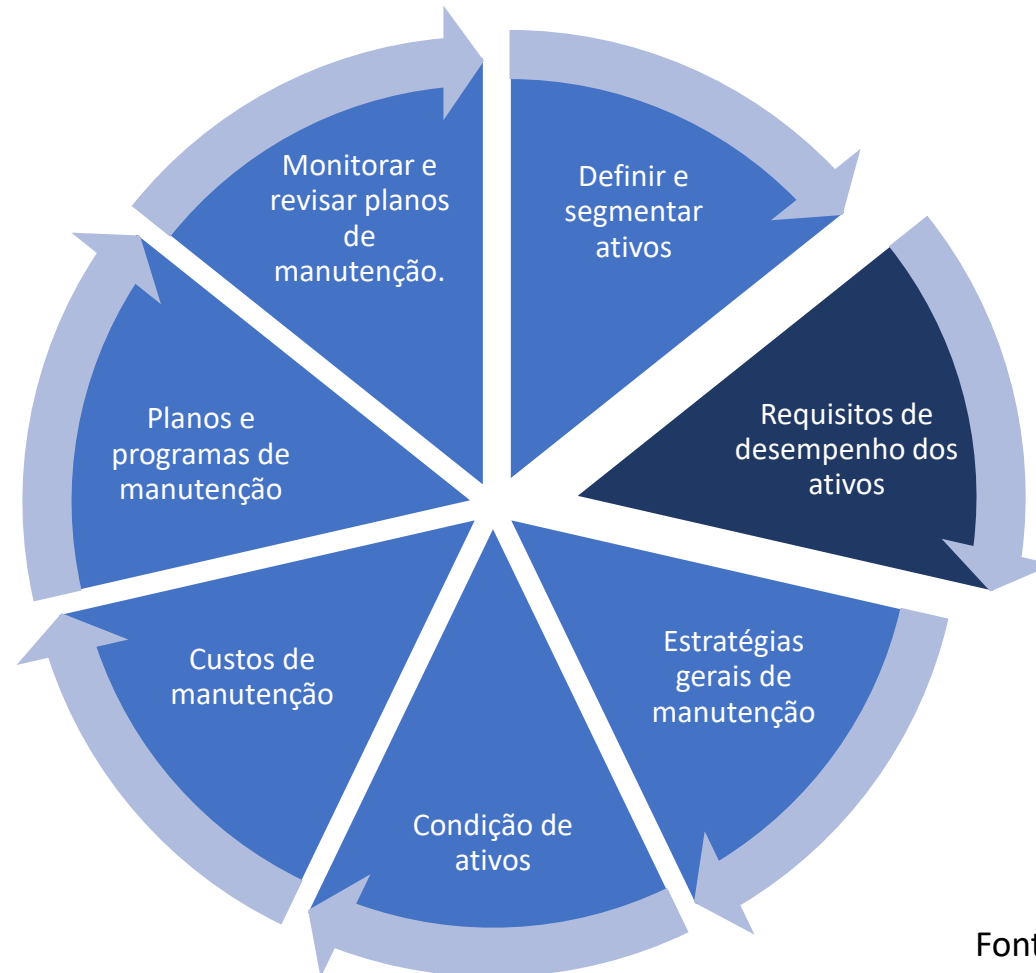 Definir e
segmentar
ativos
Requisitos de
desempenho dos
ativos
Estratégias
gerais de
manutenção
Condição de
ativos
Custos de
manutenção
Planos e
programas de
manutenção
Monitorar e
revisar planos
de
manutenção.
Font